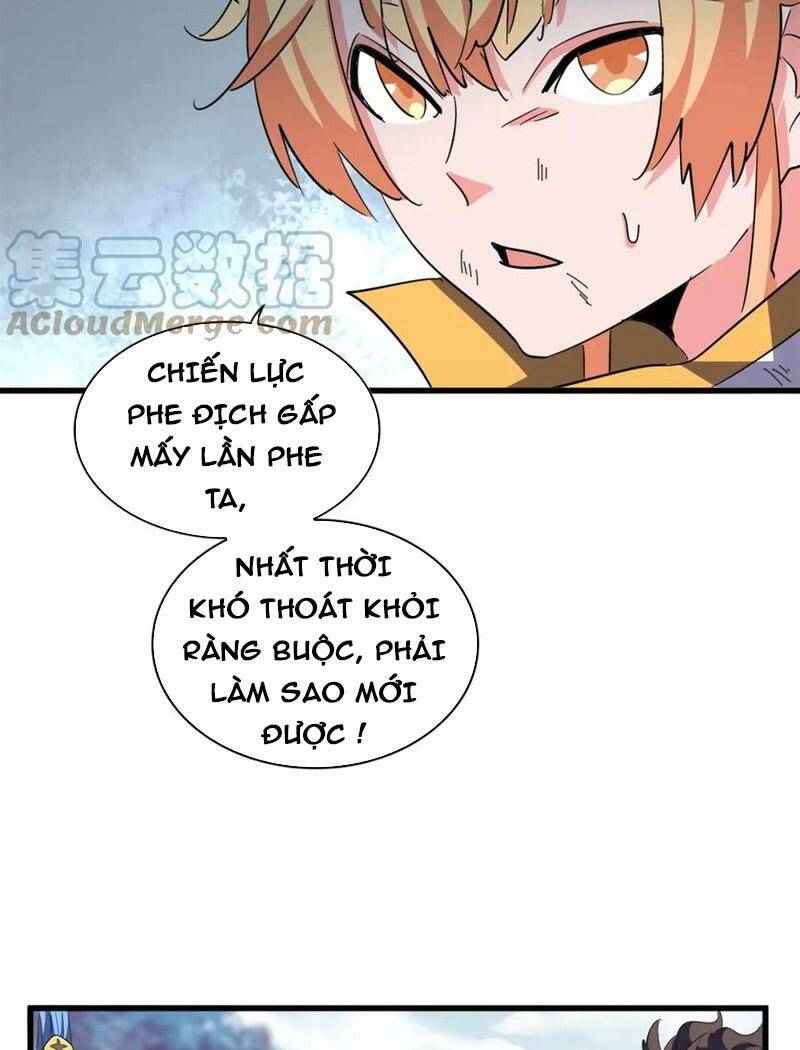 集云数据
ACloudMerge.com
CHIẾN LỰC
PHE ĐỊCH GẤP
MẤY LẦN PHE
TA,
NHẤT THỜI
KHÓ THOÁT KHỎI
RÀNG BUỘC, PHẢI
LÀM SAO MỚI
ĐƯỢC !